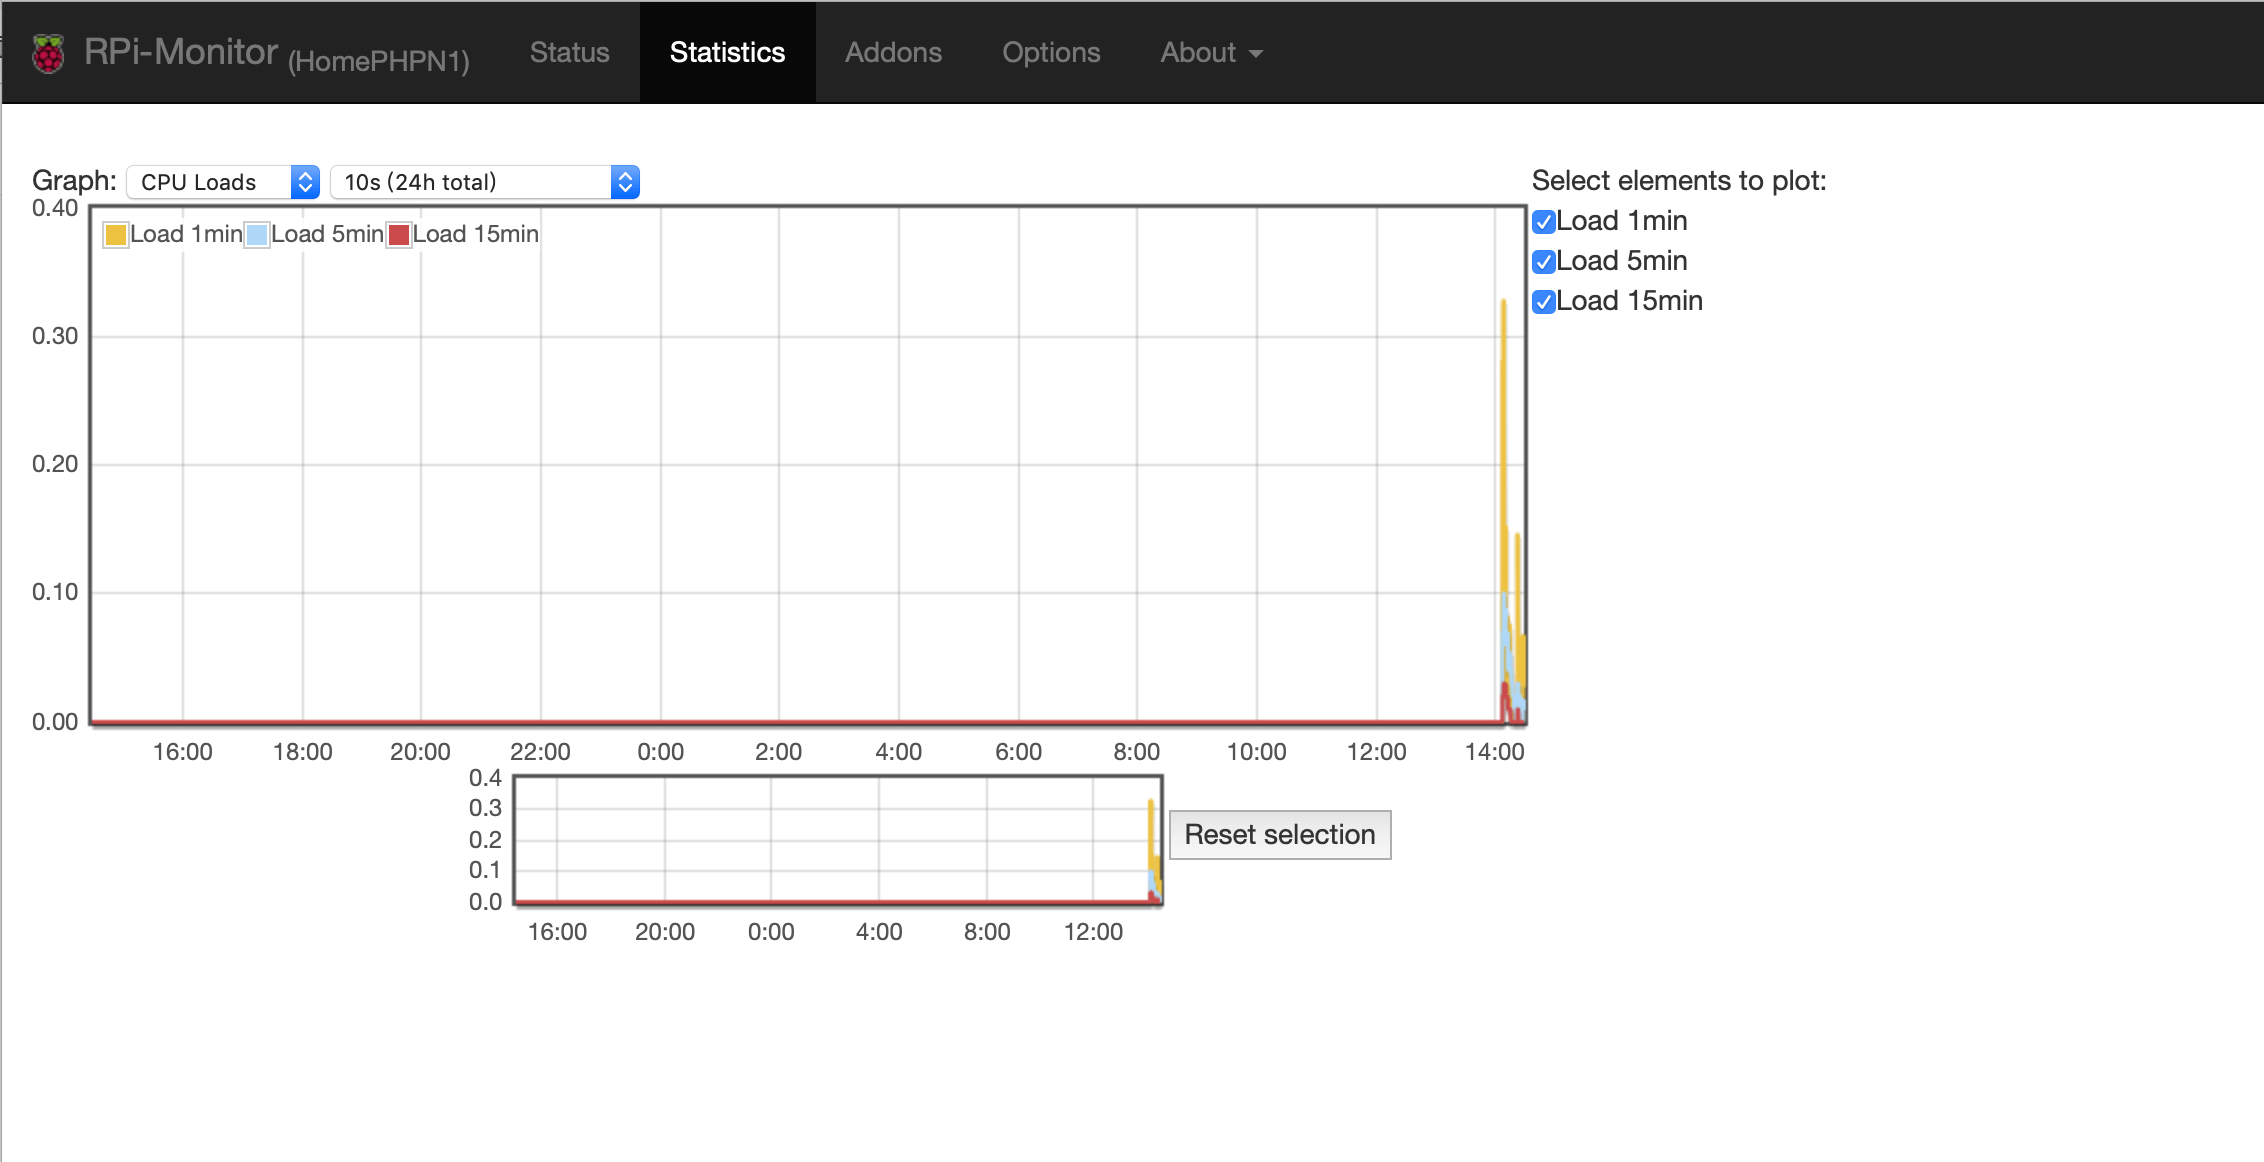 RPi-Monitor (HomePHPN1) Status Statistics Addons Options About
Graph: CPU Loads 10s (24h total)
Select elements to plot:
Load 1min
Load 5min
Load 15min
Load 1min Load 5min Load 15min
0.40
0.30
0.20
0.10
0.00
16:00 18:00 20:00 22:00 0:00 2:00 4:00 6:00 8:00 10:00 12:00 14:00
0.4
0.3
0.2
0.1
0.0
16:00 20:00 0:00 4:00 8:00 12:00
Reset selection